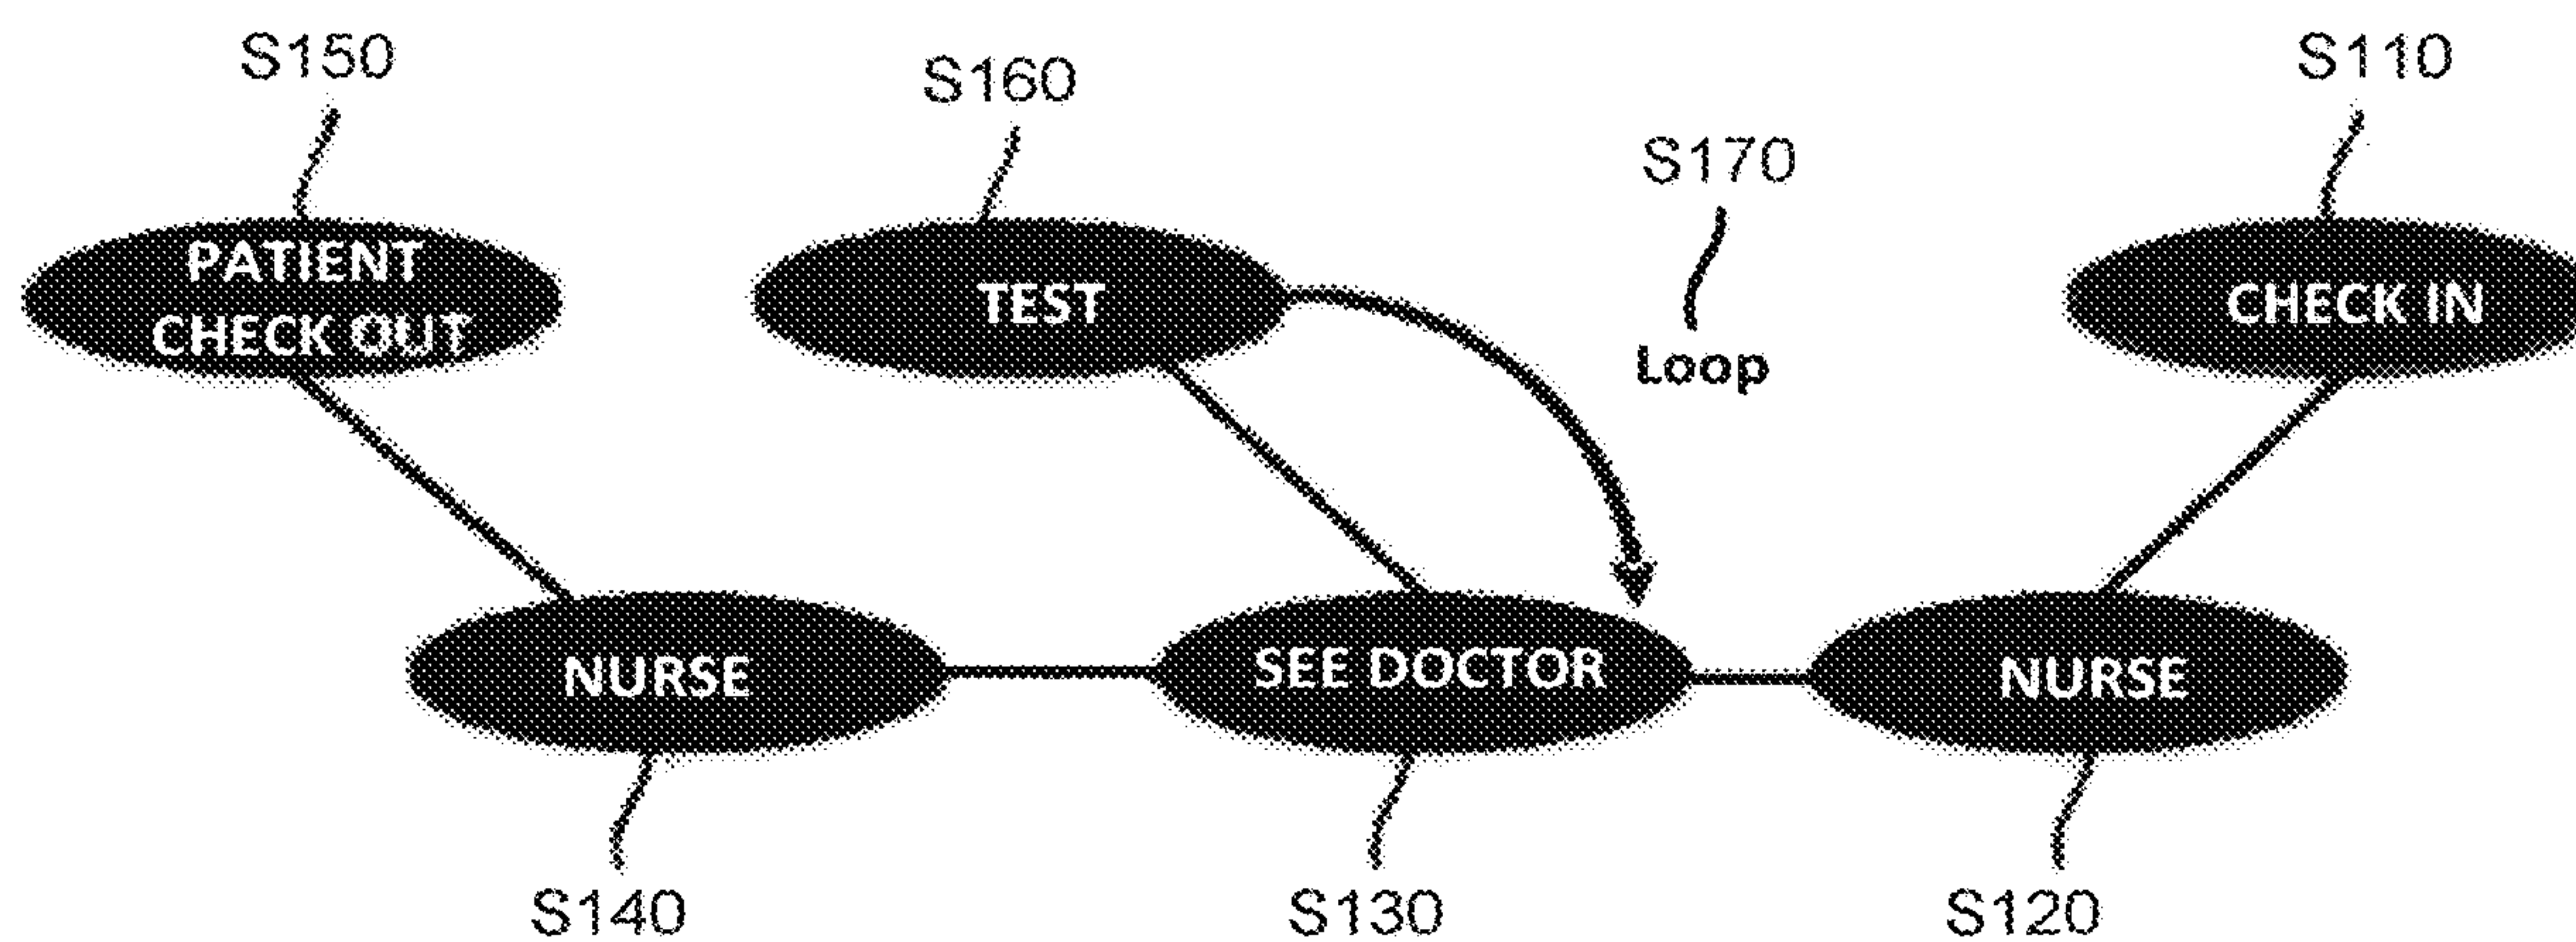 S150
S160
S110
S170
PATIENT
CHECK OUT
TEST
Loop
CHECK IN
NURSE
SEE DOCTOR
NURSE
S140
S130
S120